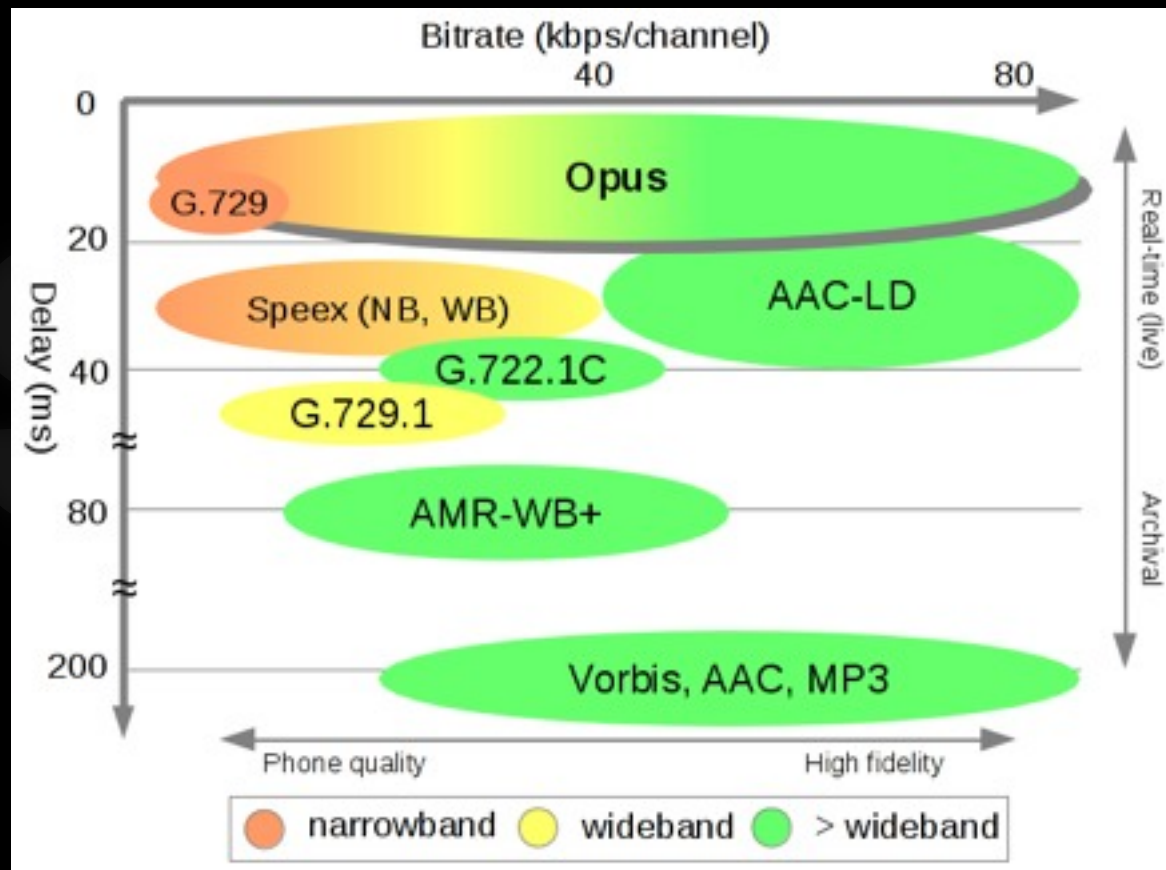 Bitrate (kbps/channel)
40
80
0
Opus
G.729
20
AAC-LD
Speex (NB, WB)
40
G.722.1C
G.729.1
80
AMR-WB+
200
Vorbis, AAC, MP3
Delay (ms)
Real-time (live)
Archival
Phone quality
High fidelity
narrowband
wideband
> wideband